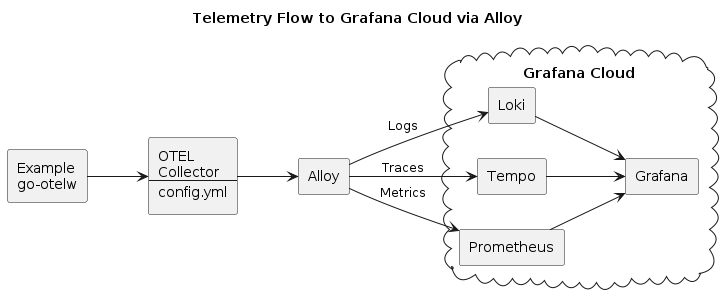 Telemetry Flow to Grafana Cloud via Alloy
Grafana Cloud
Example
go-otelw
OTEL
Collector
config.yml
Alloy
Logs
Traces
Metrics
Loki
Tempo
Prometheus
Grafana